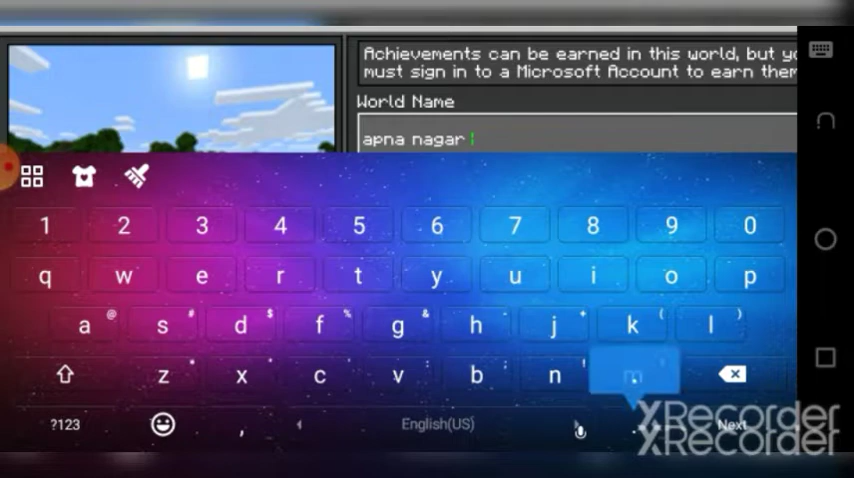 Achievements can be earned in this world, but yo
must sign in to a Microsoft Account to earn them
World Name
apna nagar
1 2 3 4 5 6 7 8 9 0
q w e r t y u i o p
@ # $ % & - + ( )
a s d f g h j k l
* " ' : ; !
z x c v b n m
?123 , English(US) . Next
XRecorder
XRecorder